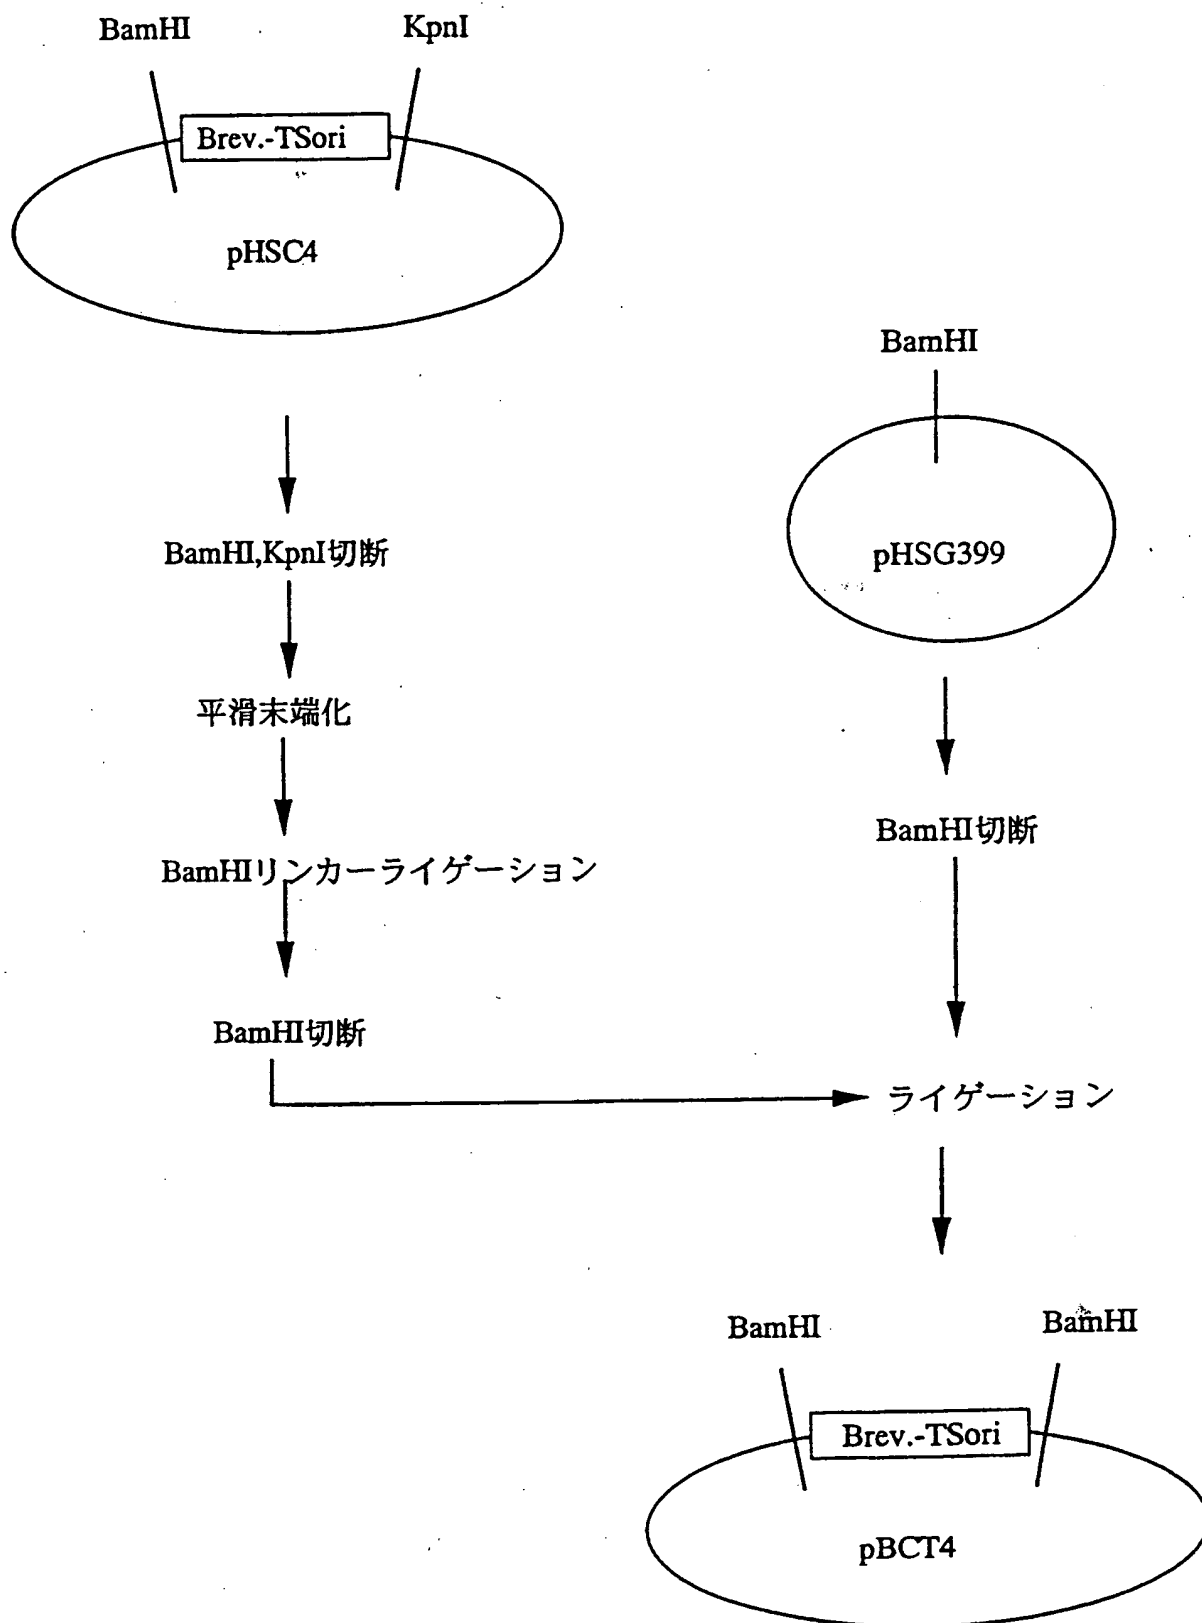 BamHI
KpnI
Brev.-TSori
pHSC4
BamHI,KpnI切断
平滑末端化
BamHIリンカーライゲーション
BamHI切断
BamHI
pHSG399
BamHI切断
ライゲーション
BamHI
BamHI
Brev.-TSori
pBCT4